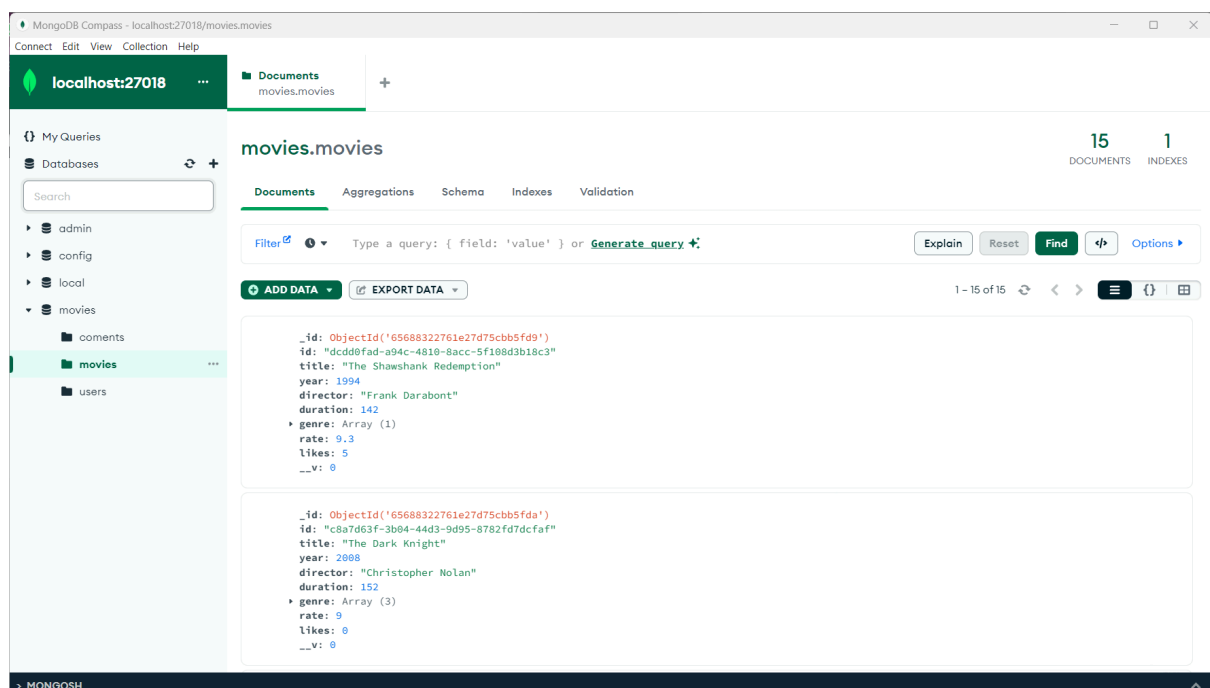 MongoDB Compass - localhost:27018/movies.movies
Connect Edit View Collection Help
localhost:27018 ...
Documents
movies.movies
+
{} My Queries
Databases
Search
admin
config
local
movies
coments
movies ...
users
movies.movies
15
DOCUMENTS
1
INDEXES
Documents Aggregations Schema Indexes Validation
Filter Type a query: { field: 'value' } or Generate query
Explain Reset Find </> Options
ADD DATA EXPORT DATA
1 – 15 of 15 {}
_id: ObjectId('65688322761e27d75cbb5fd9')
id: "dcdd0fad-a94c-4810-8acc-5f108d3b18c3"
title: "The Shawshank Redemption"
year: 1994
director: "Frank Darabont"
duration: 142
genre: Array (1)
rate: 9.3
likes: 5
__v: 0
_id: ObjectId('65688322761e27d75cbb5fda')
id: "c8a7d63f-3b04-44d3-9d95-8782fd7dcfaf"
title: "The Dark Knight"
year: 2008
director: "Christopher Nolan"
duration: 152
genre: Array (3)
rate: 9
likes: 0
__v: 0
> MONGOSH